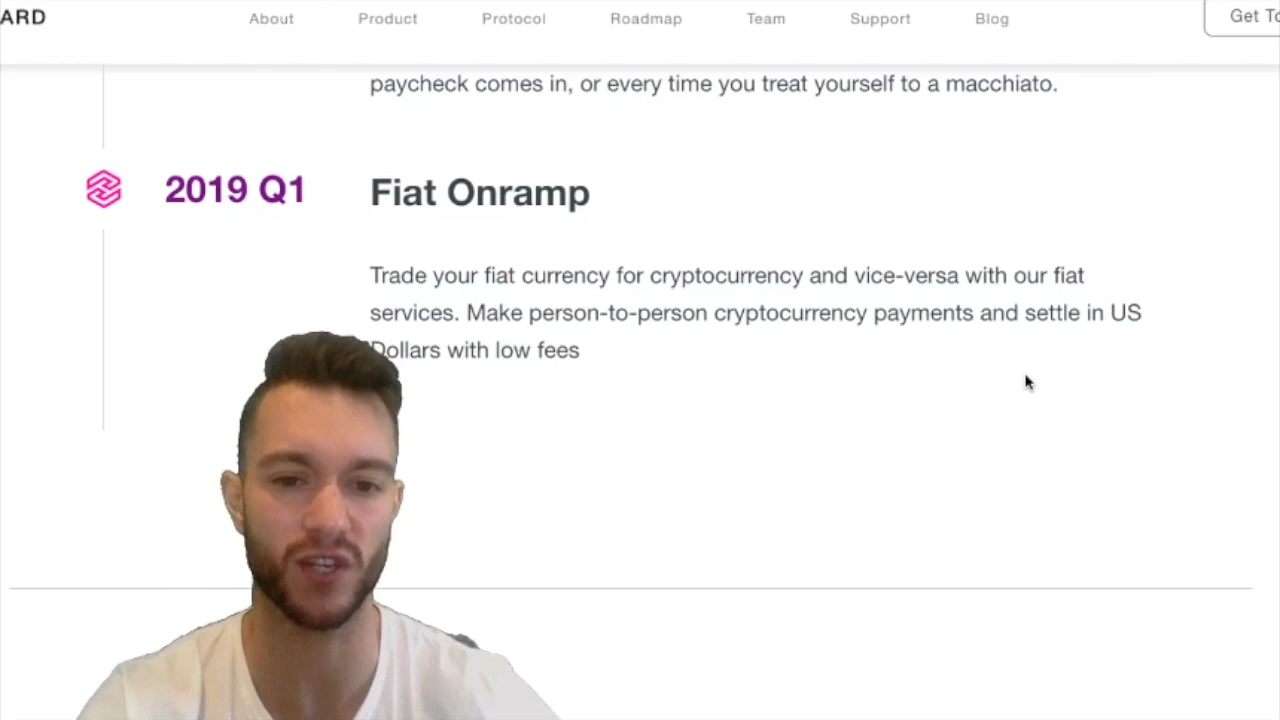 ARD
About
Product
Protocol
Roadmap
Team
Support
Blog
Get To
paycheck comes in, or every time you treat yourself to a macchiato.
2019 Q1
Fiat Onramp
Trade your fiat currency for cryptocurrency and vice-versa with our fiat
services. Make person-to-person cryptocurrency payments and settle in US
Dollars with low fees